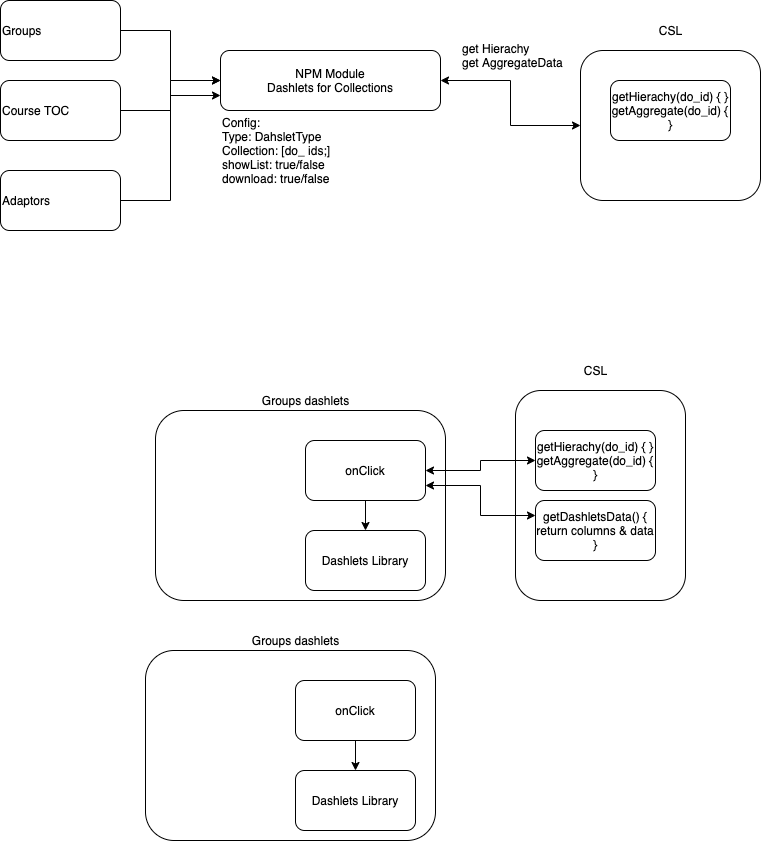 Groups
Course TOC
Adaptors
NPM Module
Dashlets for Collections
Config:
Type: DahsletType
Collection: [do_ ids;]
showList: true/false
download: true/false
get Hierachy
get AggregateData
CSL
getHierachy(do_id) { }
getAggregate(do_id) {
}
Groups dashlets
onClick
Dashlets Library
CSL
getHierachy(do_id) { }
getAggregate(do_id) {
}
getDashletsData() {
return columns & data
}
Groups dashlets
onClick
Dashlets Library